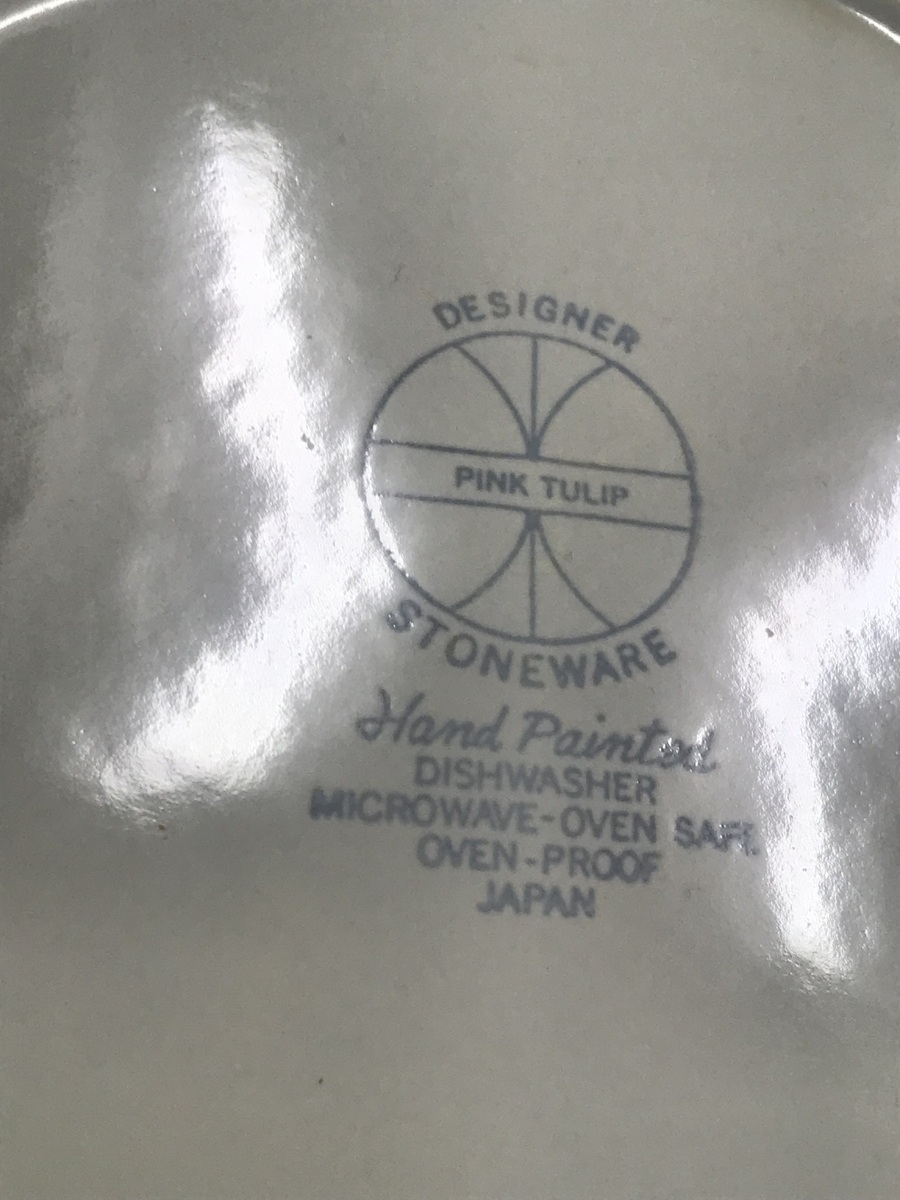 DESIGNER
PINK TULIP
STONEWARE
Hand Painted
DISHWASHER
MICROWAVE-OVEN SAFE
OVEN-PROOF
JAPAN